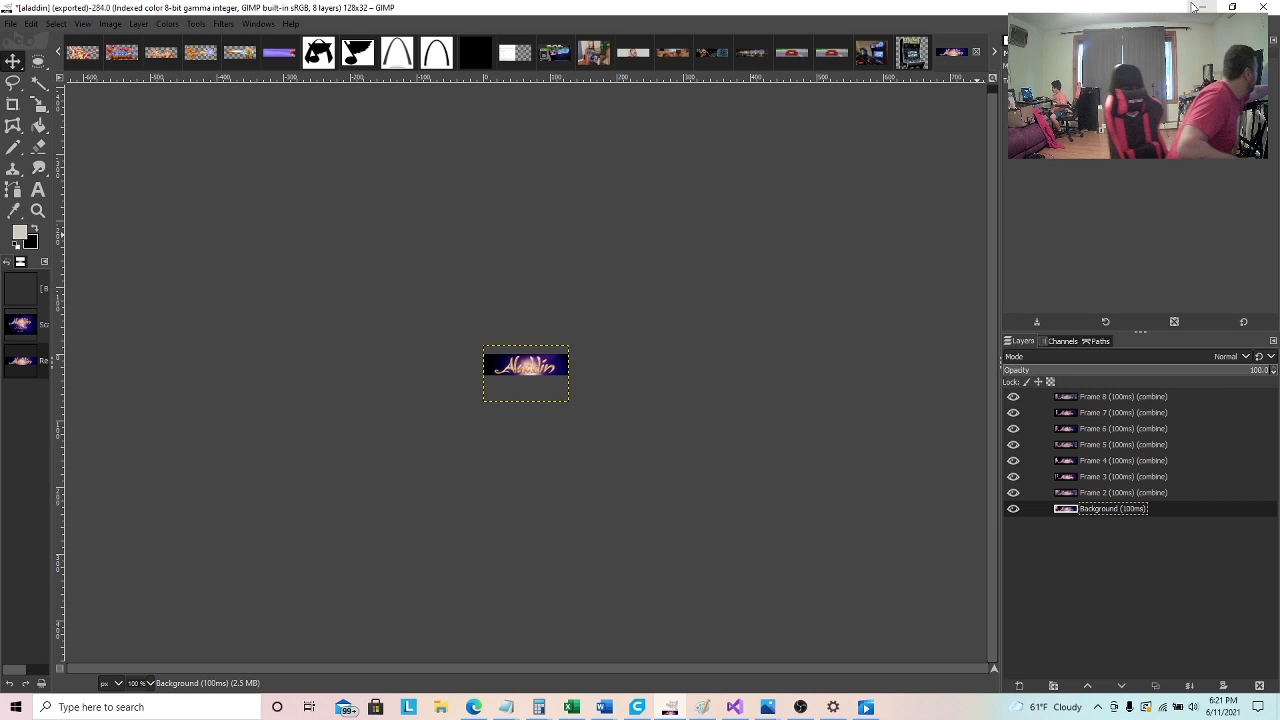 *[aladdin] (exported)-284.0 (Indexed color 8-bit gamma integer, GIMP built-in sRGB, 8 layers) 128x32 – GIMP
File Edit Select View Image Layer Colors Tools Filters Windows Help
Aladdin
Layers Channels Paths
Mode Normal
Opacity 100.0
Lock:
Frame 8 (100ms) (combine)
Frame 7 (100ms) (combine)
Frame 6 (100ms) (combine)
Frame 5 (100ms) (combine)
Frame 4 (100ms) (combine)
Frame 3 (100ms) (combine)
Frame 2 (100ms) (combine)
Background (100ms)
px 100 % Background (100ms) (2.5 MB)
Type here to search
99+
61°F Cloudy
6:21 PM
6/11/2021